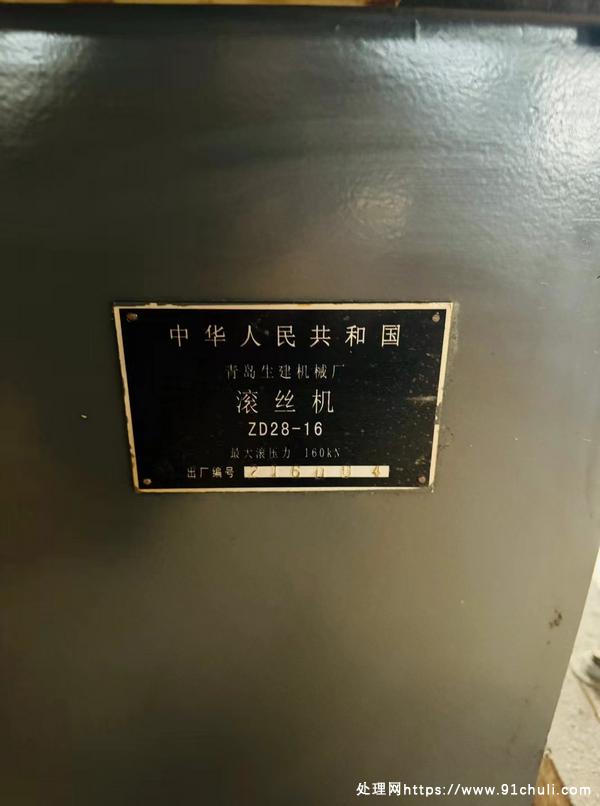 中华人民共和国
青岛生建机械厂
滚丝机
ZD28-16
最大滚压力 160kN
出厂编号
处理网https://www.91chuli.com/